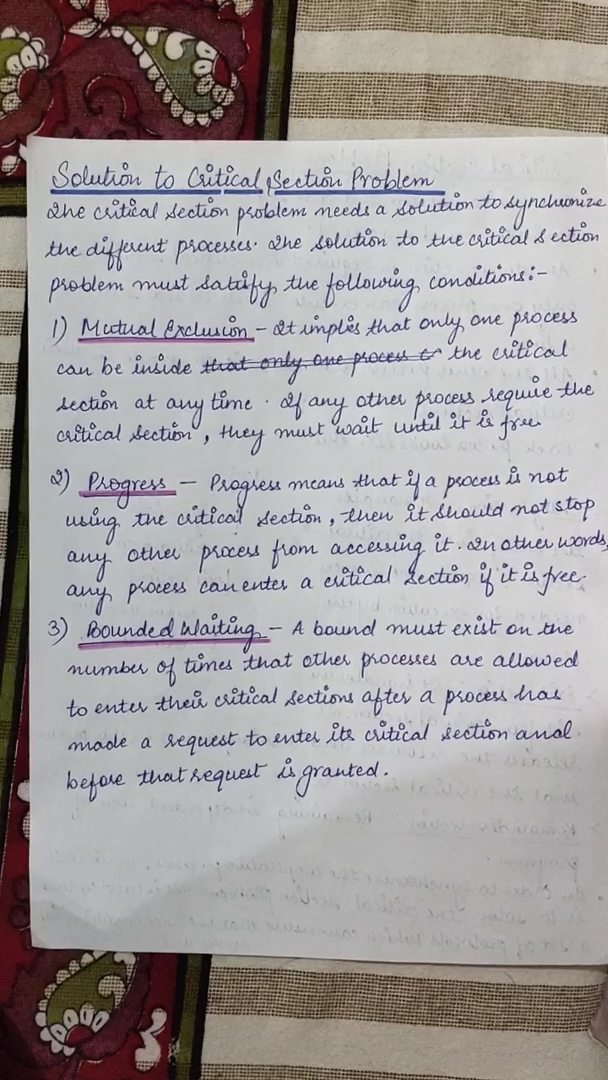 Solution to Critical Section Problem
The critical section problem needs a solution to synchronize
the different processes. The solution to the critical section
problem must satisfy the following conditions:-
1) Mutual Exclusion - It implies that only one process
can be inside that only one process the critical
section at any time. If any other process require the
critical section, they must wait until it is free.
2) Progress - Progress means that if a process is not
using the critical section, then it should not stop
any other process from accessing it. In other words,
any process can enter a critical section if it is free.
3) Bounded Waiting - A bound must exist on the
number of times that other processes are allowed
to enter their critical sections after a process has
made a request to enter its critical section and
before that request is granted.